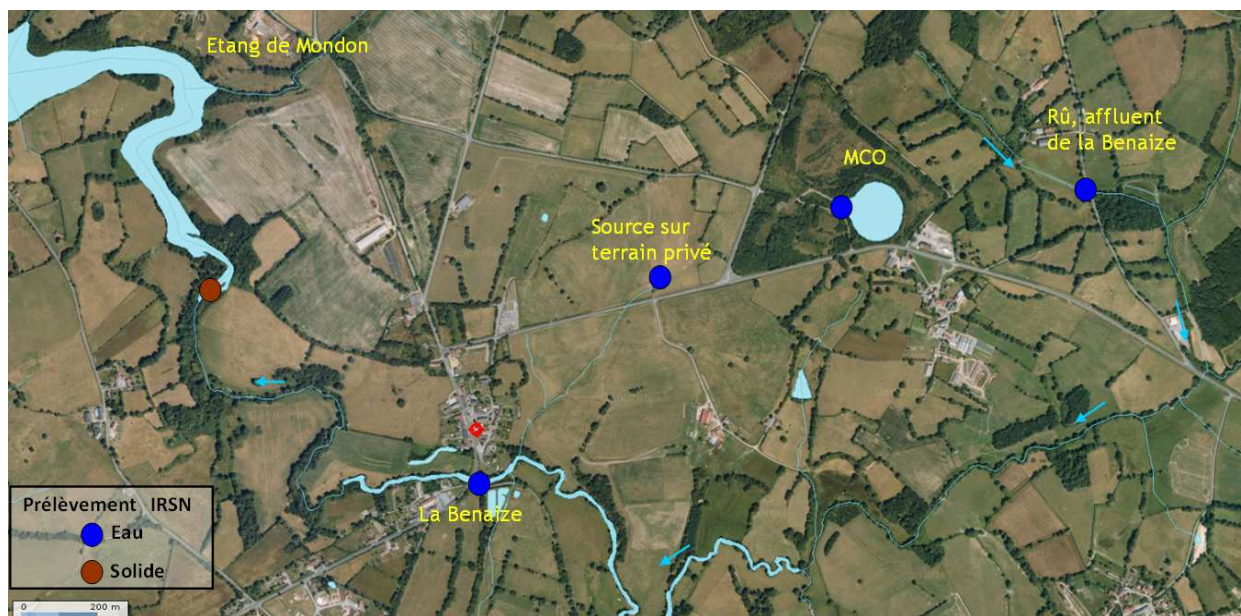 Etang de Mondon
Rû, affluent
de la Benaize
MCO
Source sur
terrain privé
La Benaize
Prélèvement IRSN
Eau
Solide
0 200 m